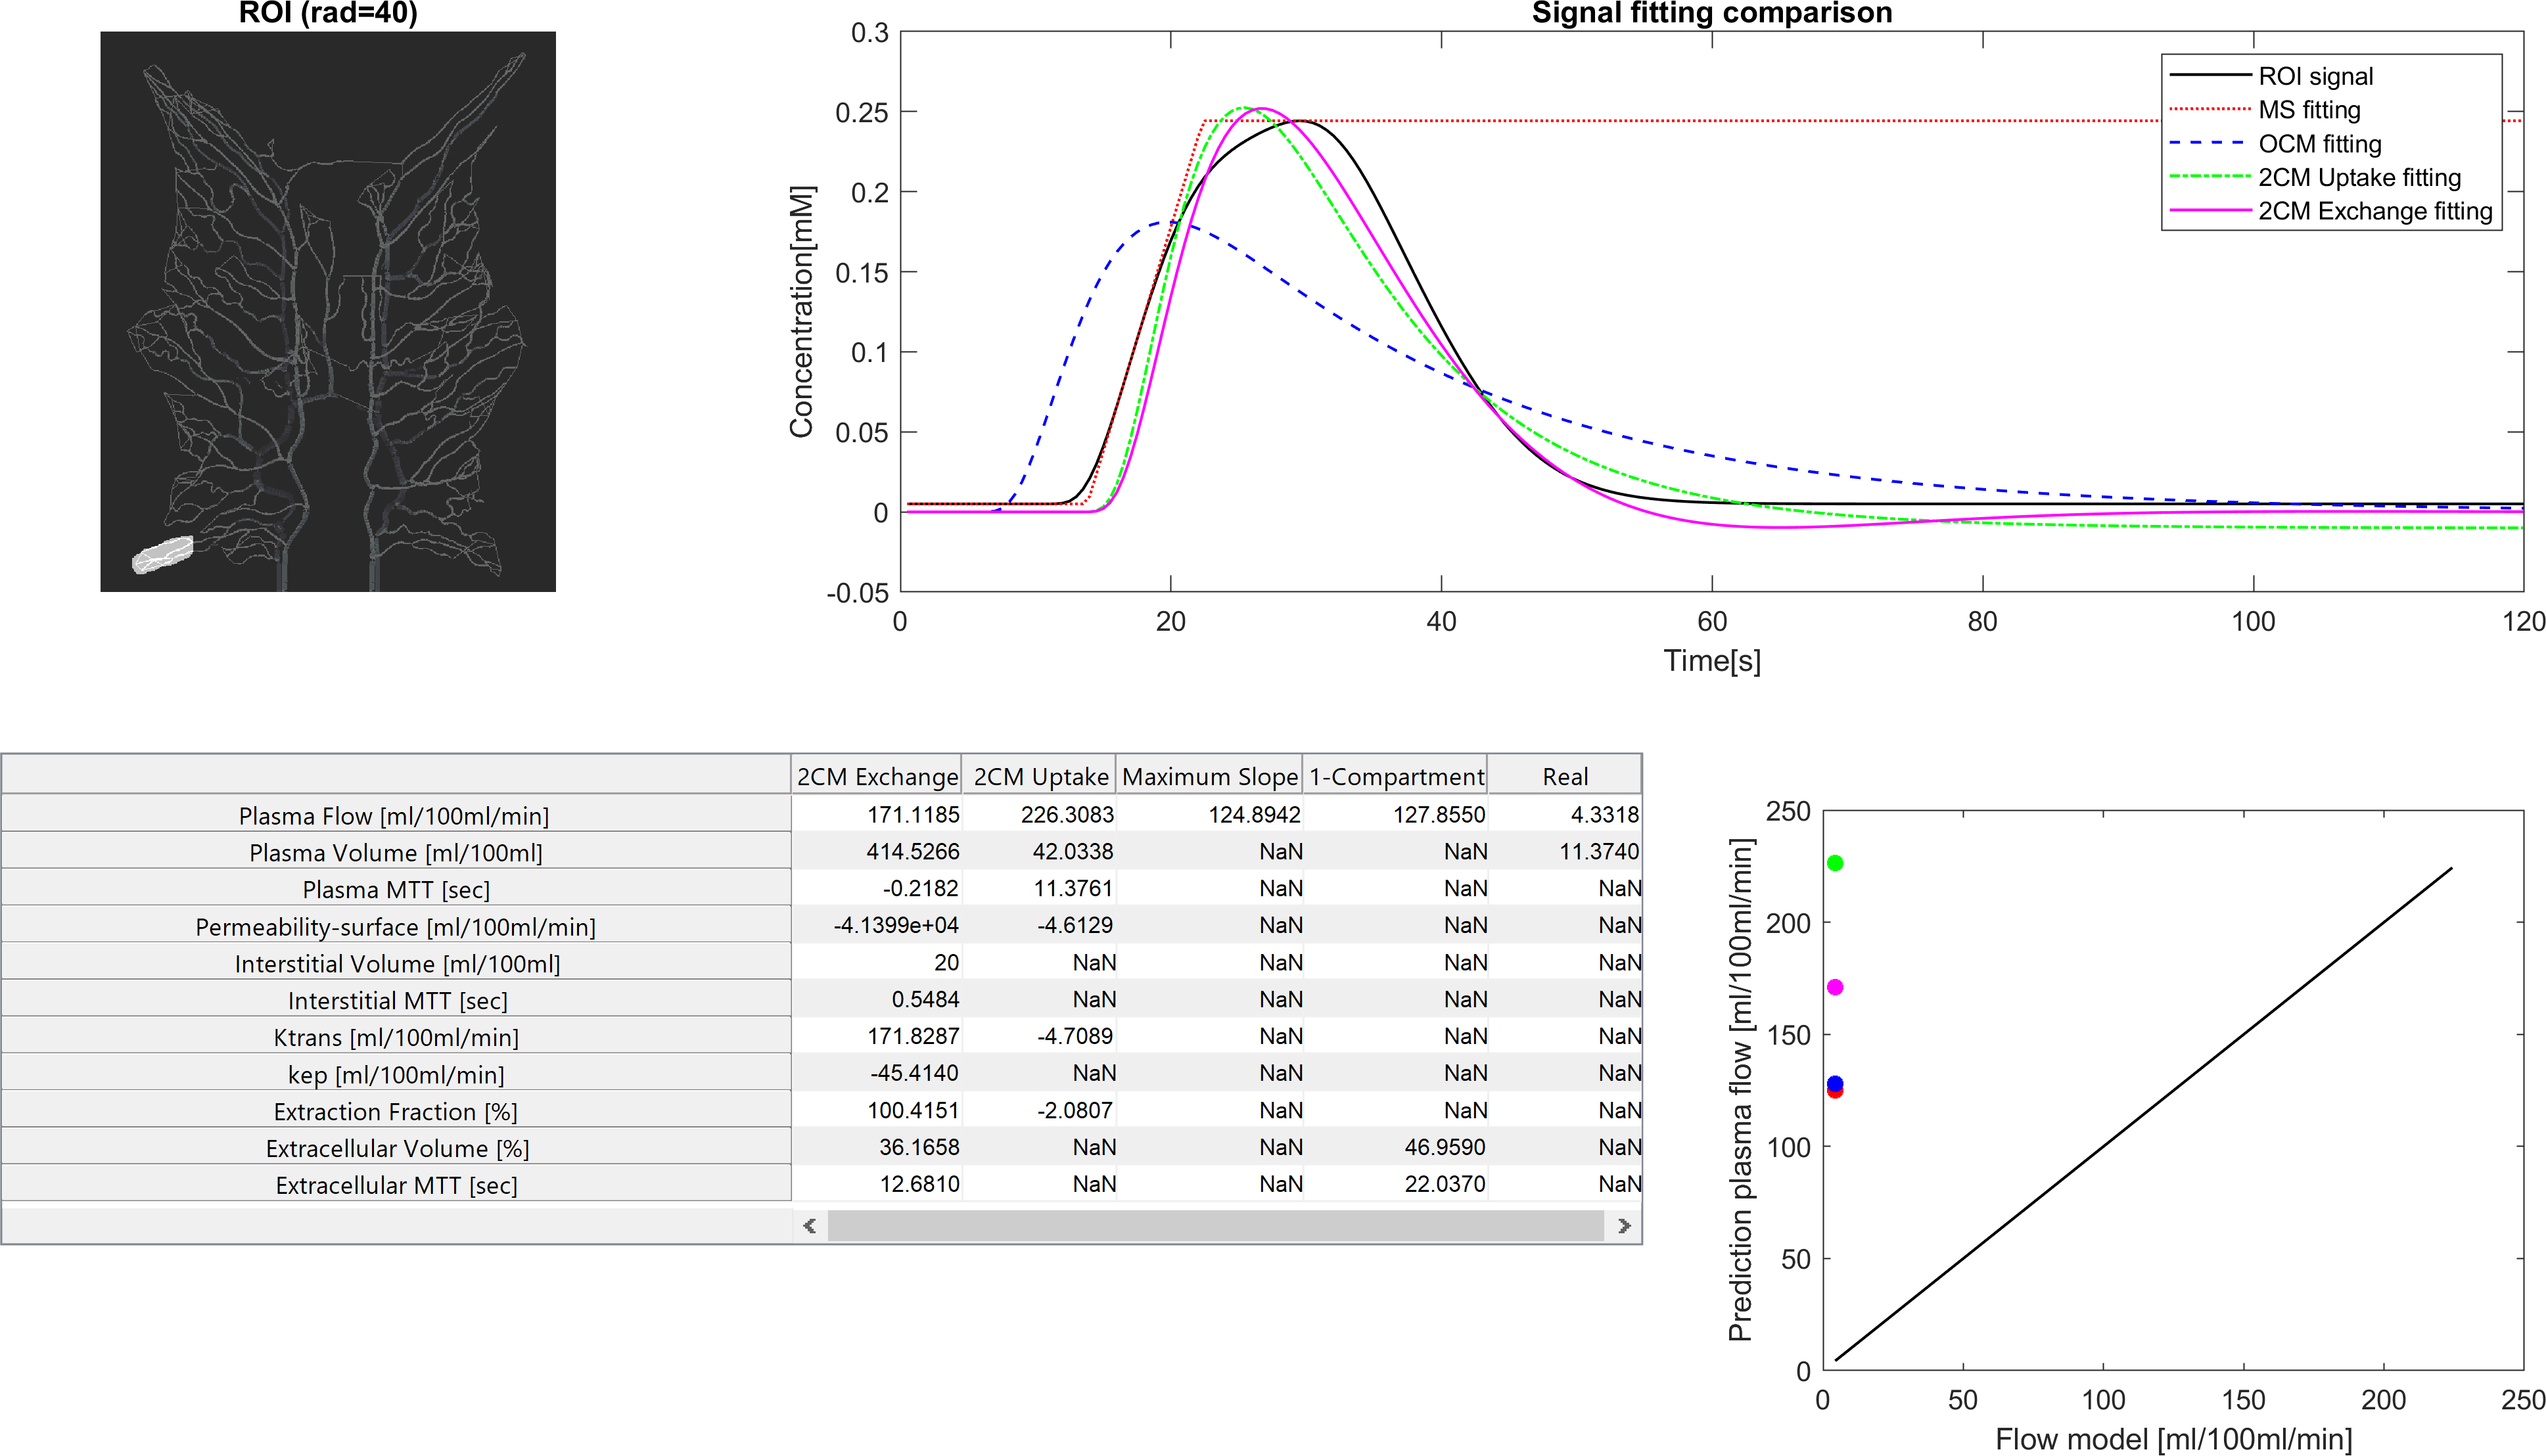 ROI (rad=40)
Signal fitting comparison
0.3
0.25
0.2
0.15
0.1
0.05
0
-0.05
Concentration[mM]
0 20 40 60 80 100 120
Time[s]
ROI signal
MS fitting
OCM fitting
2CM Uptake fitting
2CM Exchange fitting
2CM Exchange 2CM Uptake Maximum Slope 1-Compartment Real
Plasma Flow [ml/100ml/min] 171.1185 226.3083 124.8942 127.8550 4.3318
Plasma Volume [ml/100ml] 414.5266 42.0338 NaN NaN 11.3740
Plasma MTT [sec] -0.2182 11.3761 NaN NaN NaN
Permeability-surface [ml/100ml/min] -4.1399e+04 -4.6129 NaN NaN NaN
Interstitial Volume [ml/100ml] 20 NaN NaN NaN NaN
Interstitial MTT [sec] 0.5484 NaN NaN NaN NaN
Ktrans [ml/100ml/min] 171.8287 -4.7089 NaN NaN NaN
kep [ml/100ml/min] -45.4140 NaN NaN NaN NaN
Extraction Fraction [%] 100.4151 -2.0807 NaN NaN NaN
Extracellular Volume [%] 36.1658 NaN NaN 46.9590 NaN
Extracellular MTT [sec] 12.6810 NaN NaN 22.0370 NaN
250
200
150
100
50
0
Prediction plasma flow [ml/100ml/min]
0 50 100 150 200 250
Flow model [ml/100ml/min]